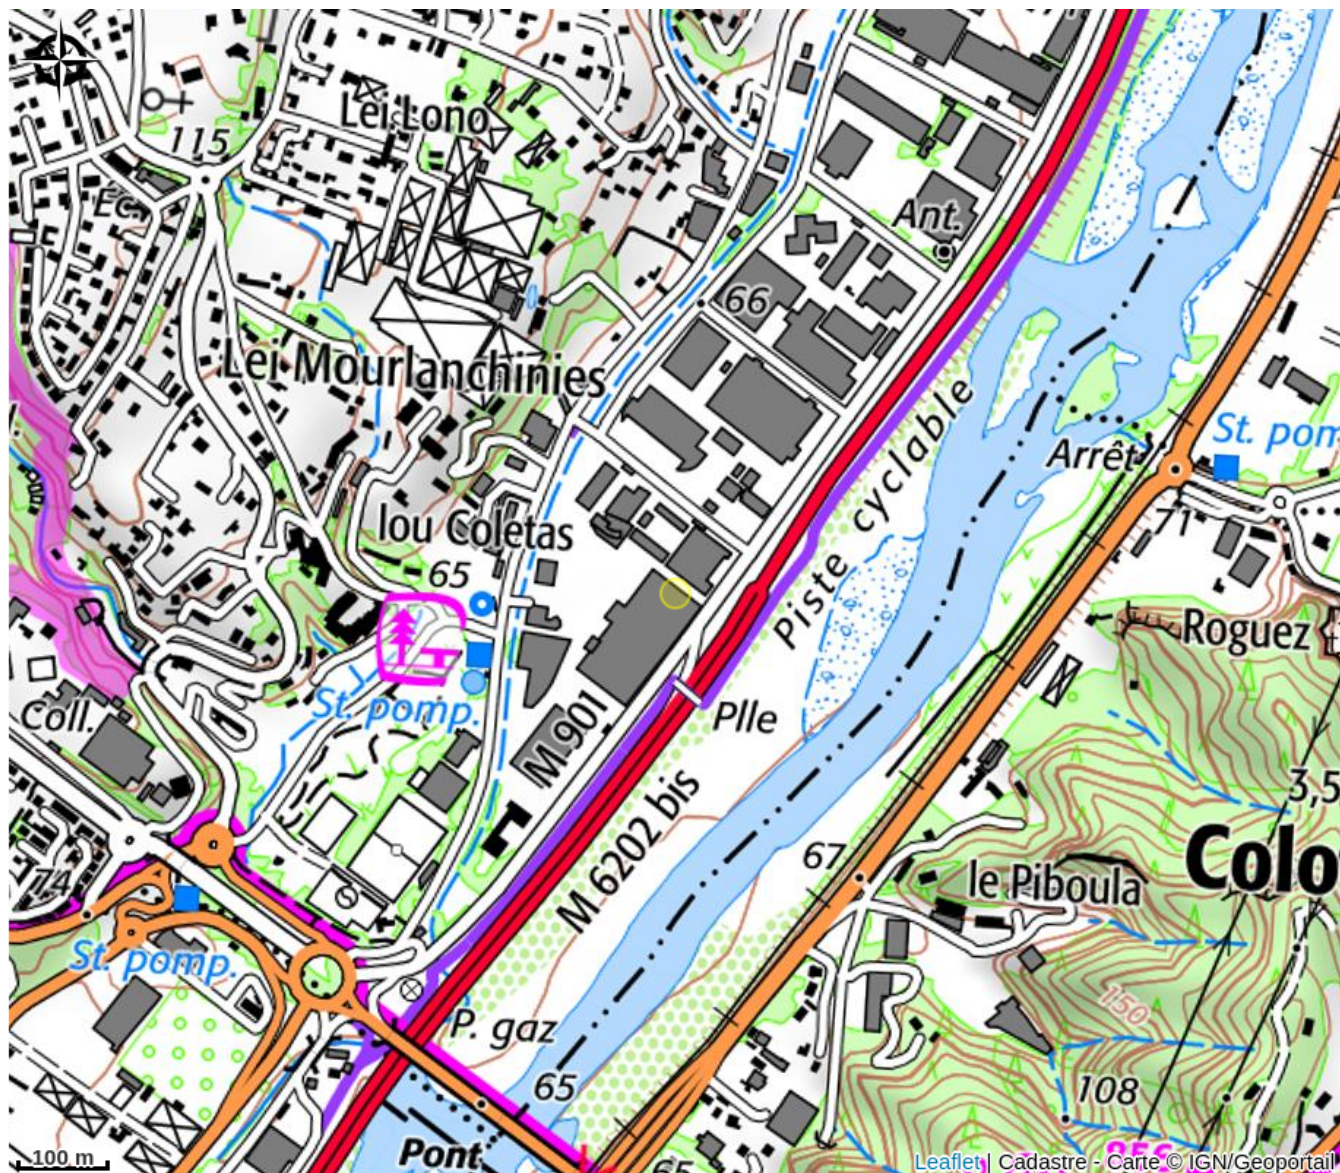 Lei Lono
115
Éc.
Ant.
66
Lei Mourlanchinies
Piste cyclable
St. pom
Arrêt
71
lou Coletas
65
Roguez
St. pomp.
Coll.
Plle
M 901
3,5
M 6202 bis
67
Colo
le Piboula
74
St. pomp.
150
P. gaz
65
108
Pont
65
856
100 m
Leaflet | Cadastre - Carte © IGN/Geoportail